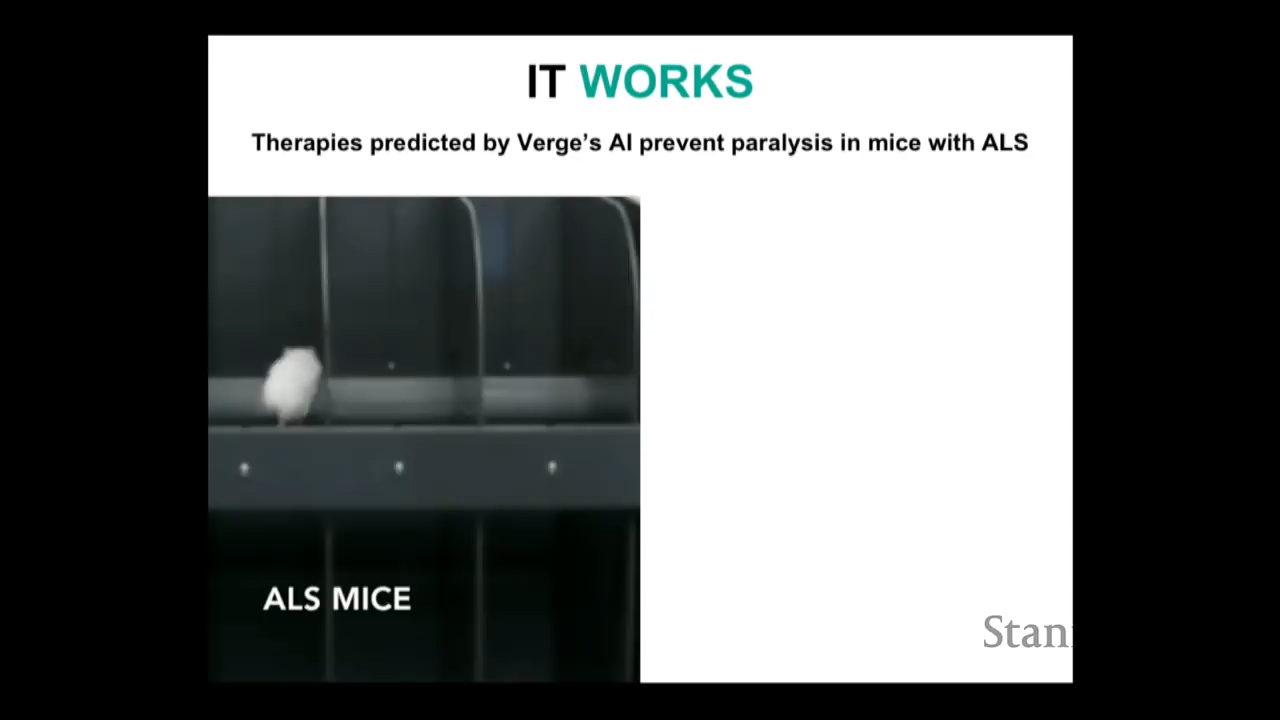 IT WORKS
Therapies predicted by Verge's AI prevent paralysis in mice with ALS
ALS MICE